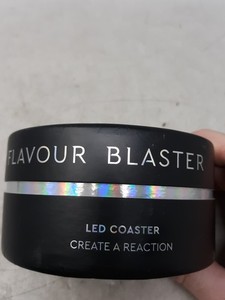 FLAVOUR BLASTER
LED COASTER
CREATE A REACTION